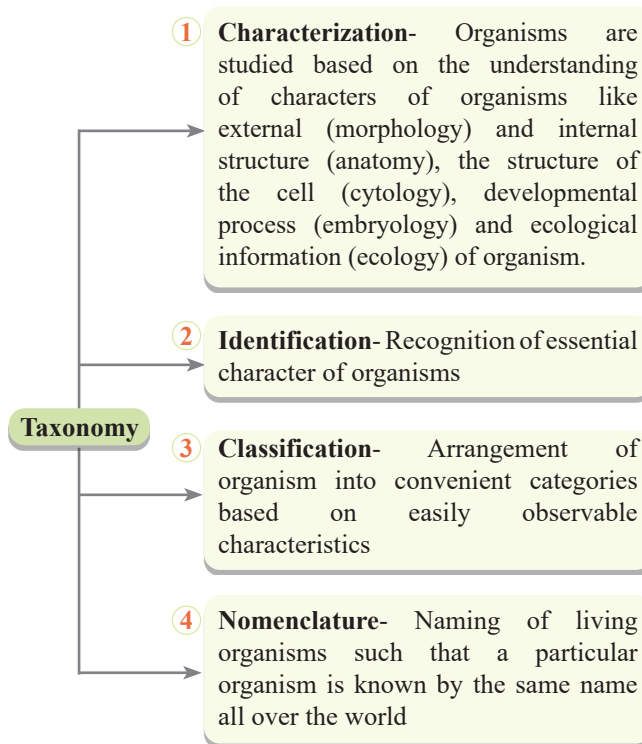 1 Characterization- Organisms are
studied based on the understanding
of characters of organisms like
external (morphology) and internal
structure (anatomy), the structure of
the cell (cytology), developmental
process (embryology) and ecological
information (ecology) of organism.
2 Identification- Recognition of essential
character of organisms
Taxonomy
3 Classification- Arrangement of
organism into convenient categories
based on easily observable
characteristics
4 Nomenclature- Naming of living
organisms such that a particular
organism is known by the same name
all over the world